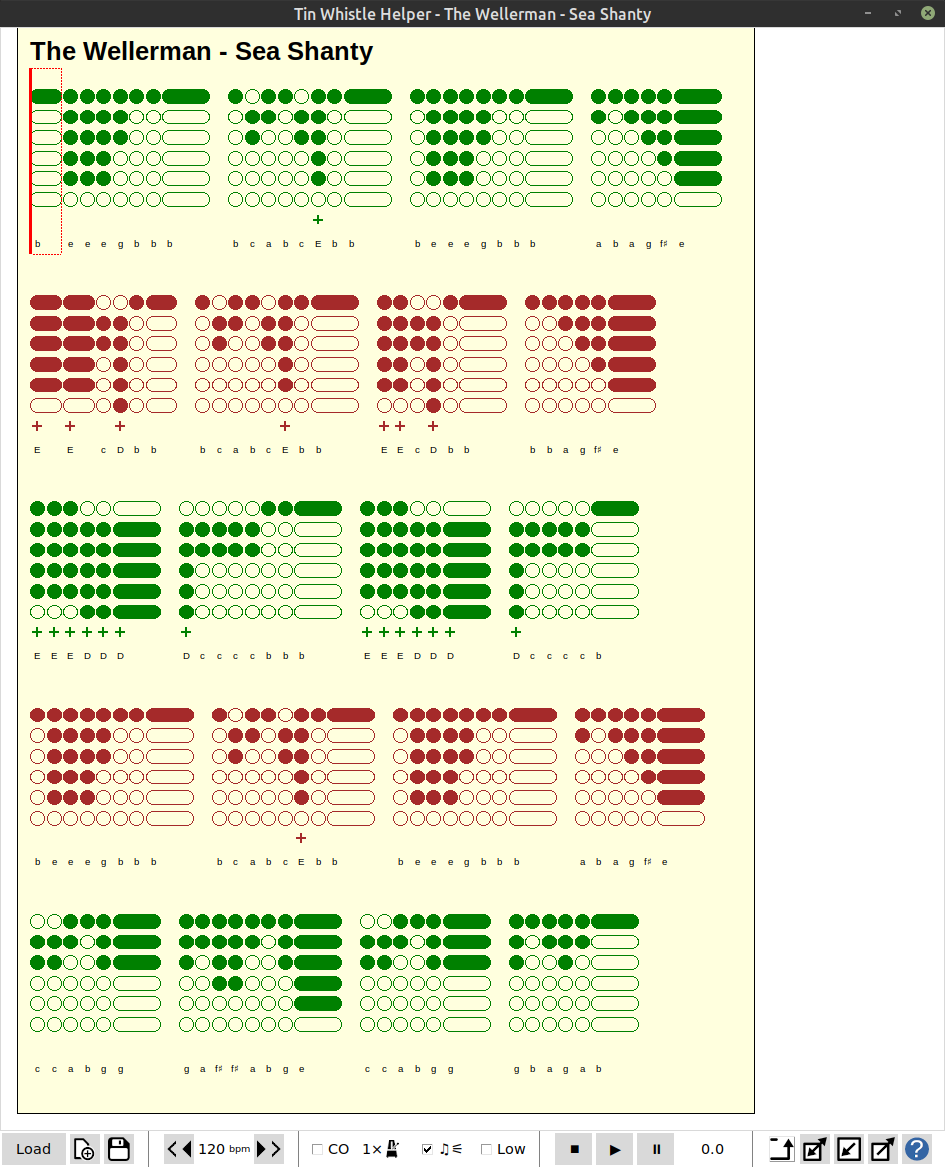 Tin Whistle Helper - The Wellerman - Sea Shanty
The Wellerman - Sea Shanty
+
b e e e g b b b b c a b c E b b b e e e g b b b a b a g f♯ e
+ + + + + + +
E E c D b b b c a b c E b b E E c D b b b b a g f♯ e
+ + + + + + + + + + + + + +
E E E D D D D c c c c b b b E E E D D D D c c c c b
+
b e e e g b b b b c a b c E b b b e e e g b b b a b a g f♯ e
c c a b g g g a f♯ f♯ a b g e c c a b g g g b a g a b
Load 120 bpm CO 1× Low 0.0 ?